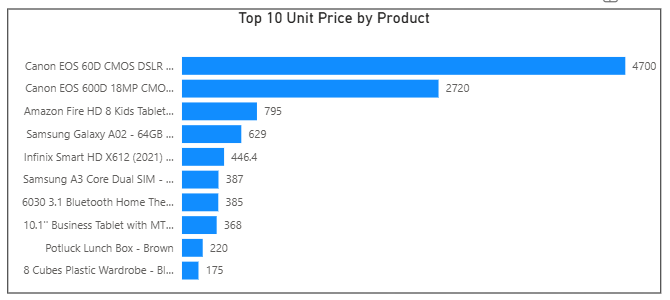 Top 10 Unit Price by Product
Canon EOS 60D CMOS DSLR ... 4700
Canon EOS 600D 18MP CMO... 2720
Amazon Fire HD 8 Kids Tablet... 795
Samsung Galaxy A02 - 64GB ... 629
Infinix Smart HD X612 (2021) ... 446.4
Samsung A3 Core Dual SIM - ... 387
6030 3.1 Bluetooth Home The... 385
10.1" Business Tablet with MT... 368
Potluck Lunch Box - Brown 220
8 Cubes Plastic Wardrobe - Bl... 175